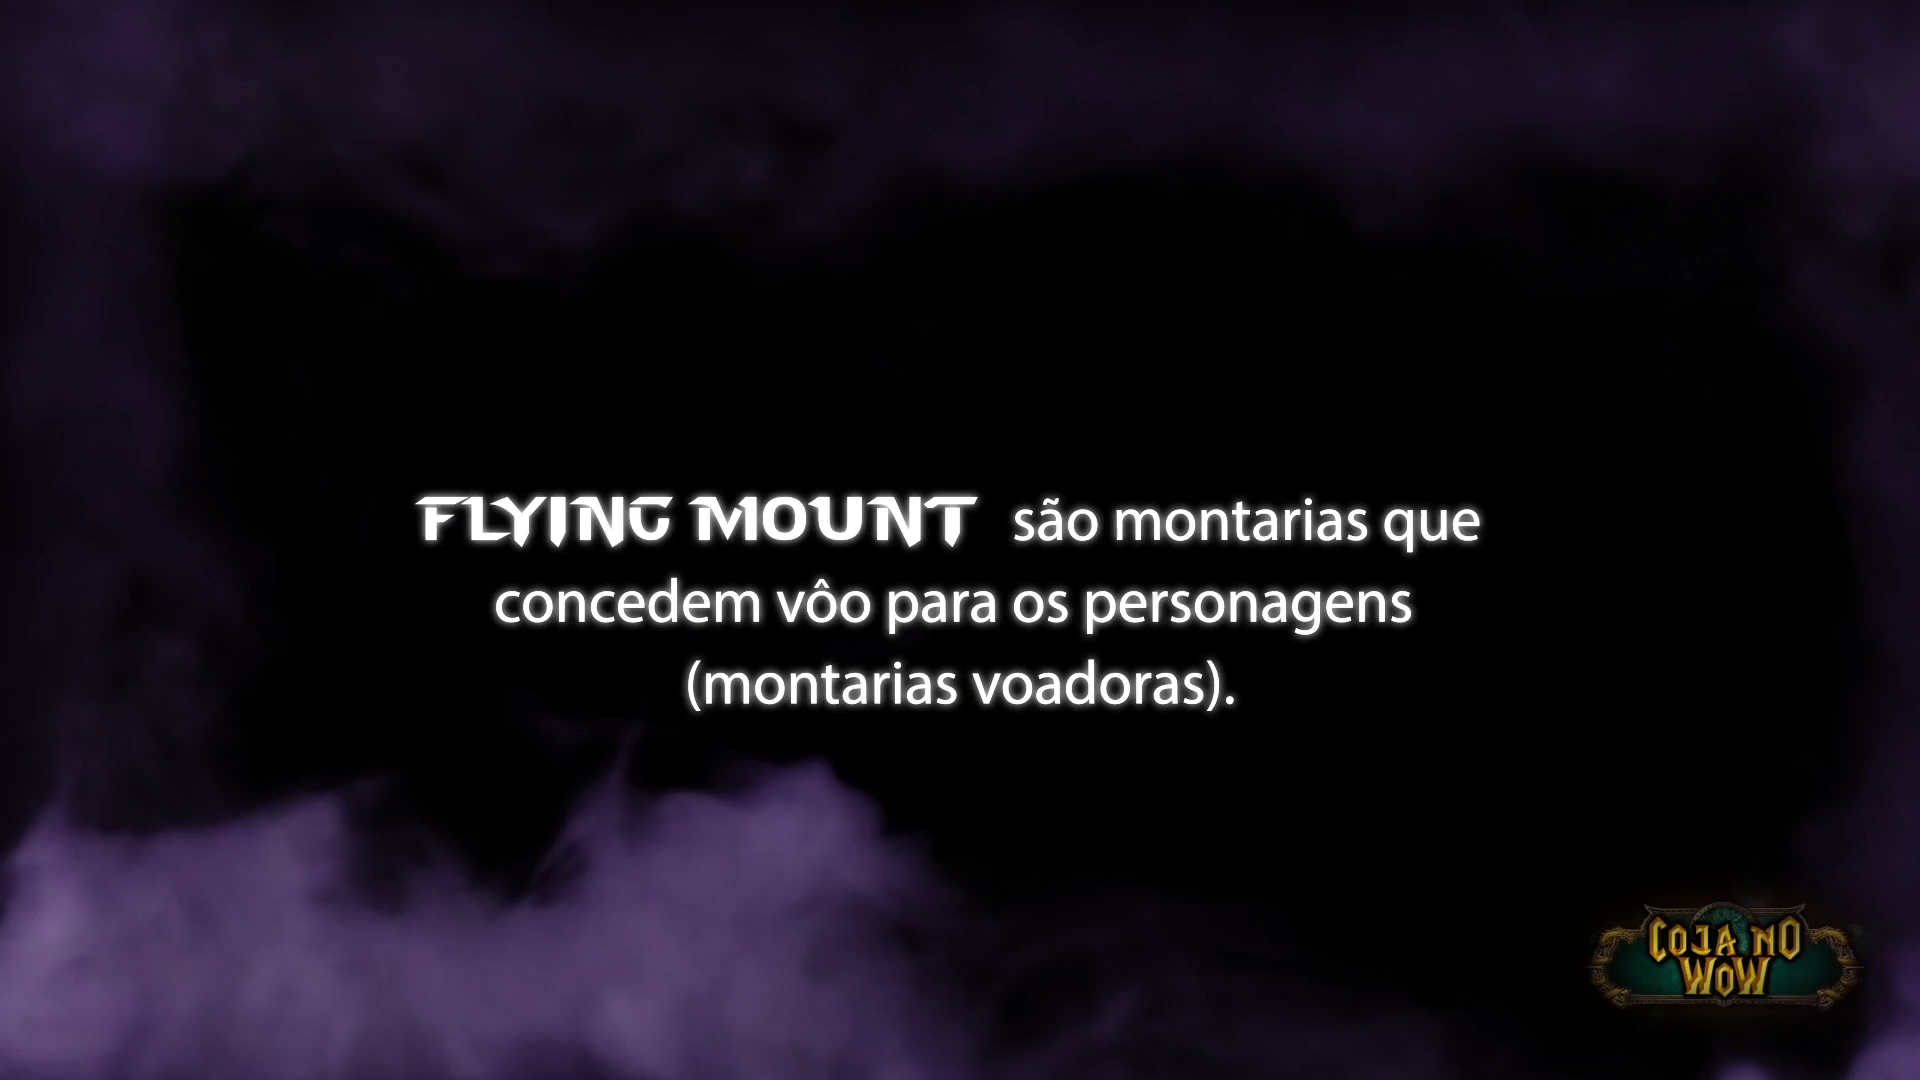 FLYING MOUNT são montarias que
concedem vôo para os personagens
(montarias voadoras).
COJA NO
WOW